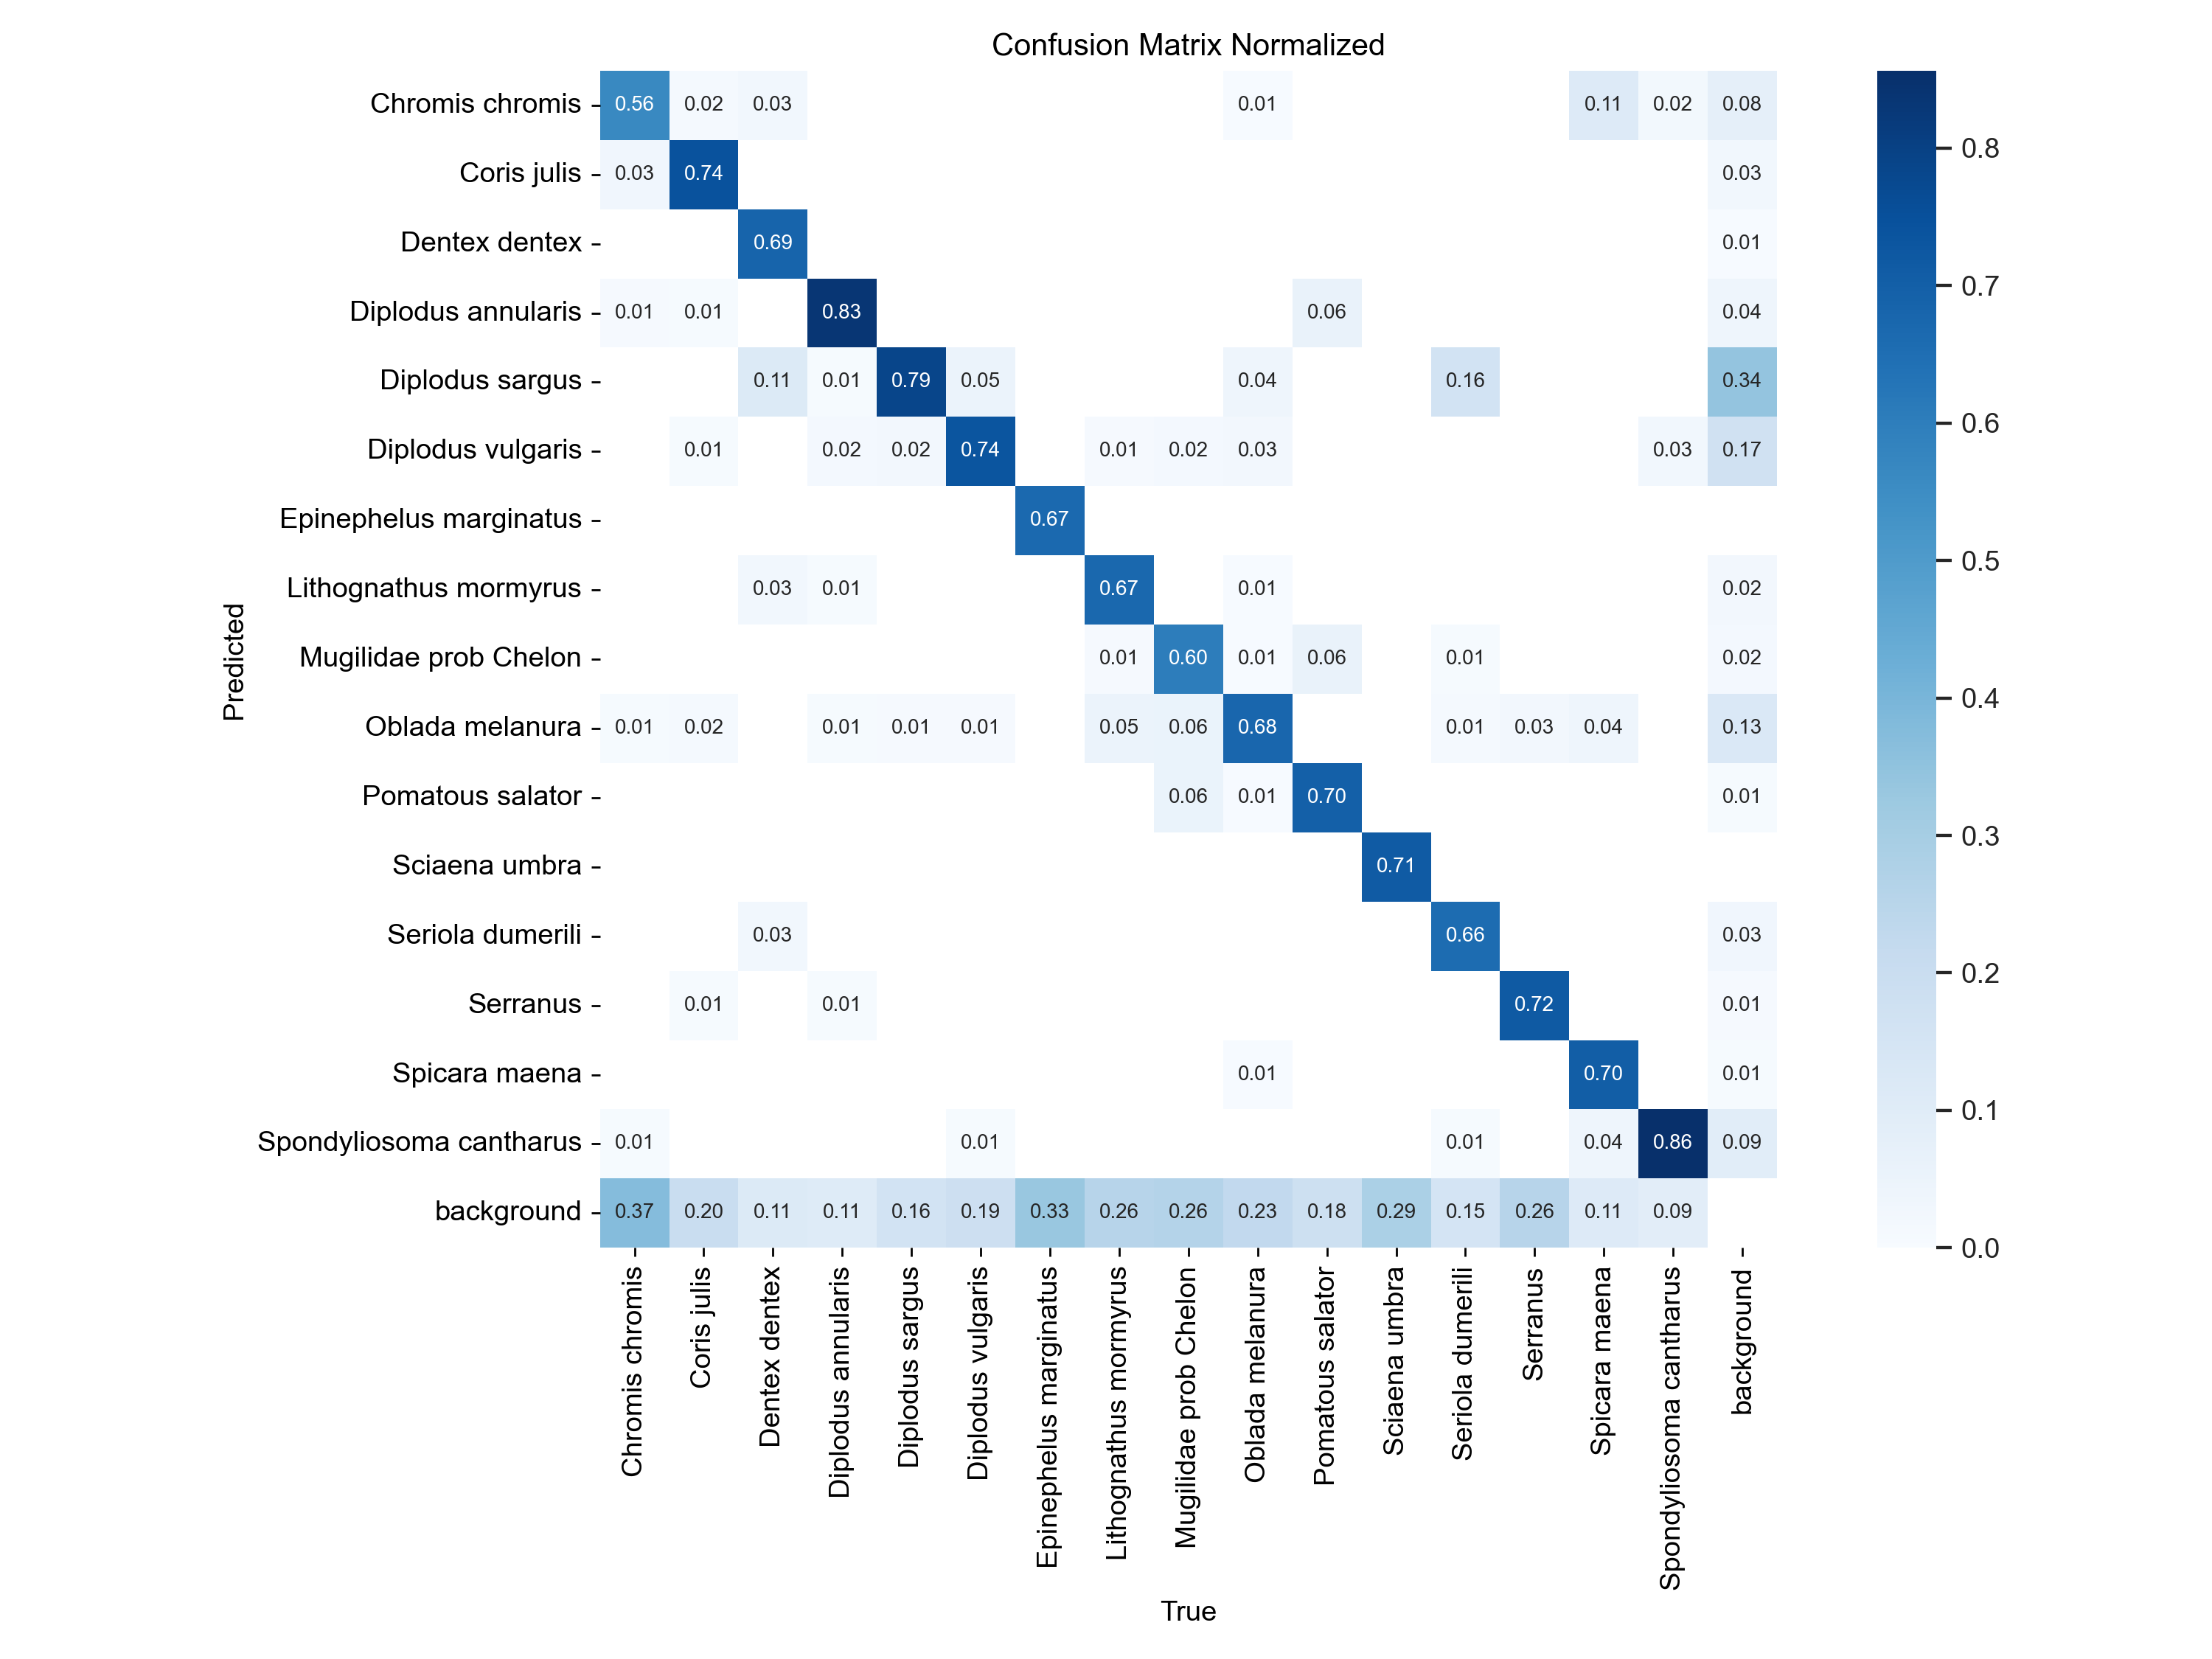 Confusion Matrix Normalized
Chromis chromis 0.56 0.02 0.03 0.01 0.11 0.02 0.08
Coris julis 0.03 0.74 0.03
Dentex dentex 0.69 0.01
Diplodus annularis 0.01 0.01 0.83 0.06 0.04
Diplodus sargus 0.11 0.01 0.79 0.05 0.04 0.16 0.34
Diplodus vulgaris 0.01 0.02 0.02 0.74 0.01 0.02 0.03 0.03 0.17
Epinephelus marginatus 0.67
Lithognathus mormyrus 0.03 0.01 0.67 0.01 0.02
Mugilidae prob Chelon 0.01 0.60 0.01 0.06 0.01 0.02
Oblada melanura 0.01 0.02 0.01 0.01 0.01 0.05 0.06 0.68 0.01 0.03 0.04 0.13
Pomatous salator 0.06 0.01 0.70 0.01
Sciaena umbra 0.71
Seriola dumerili 0.03 0.66 0.03
Serranus 0.01 0.01 0.72 0.01
Spicara maena 0.01 0.70 0.01
Spondyliosoma cantharus 0.01 0.01 0.01 0.04 0.86 0.09
background 0.37 0.20 0.11 0.11 0.16 0.19 0.33 0.26 0.26 0.23 0.18 0.29 0.15 0.26 0.11 0.09
Predicted
Chromis chromis
Coris julis
Dentex dentex
Diplodus annularis
Diplodus sargus
Diplodus vulgaris
Epinephelus marginatus
Lithognathus mormyrus
Mugilidae prob Chelon
Oblada melanura
Pomatous salator
Sciaena umbra
Seriola dumerili
Serranus
Spicara maena
Spondyliosoma cantharus
background
True
0.8
0.7
0.6
0.5
0.4
0.3
0.2
0.1
0.0